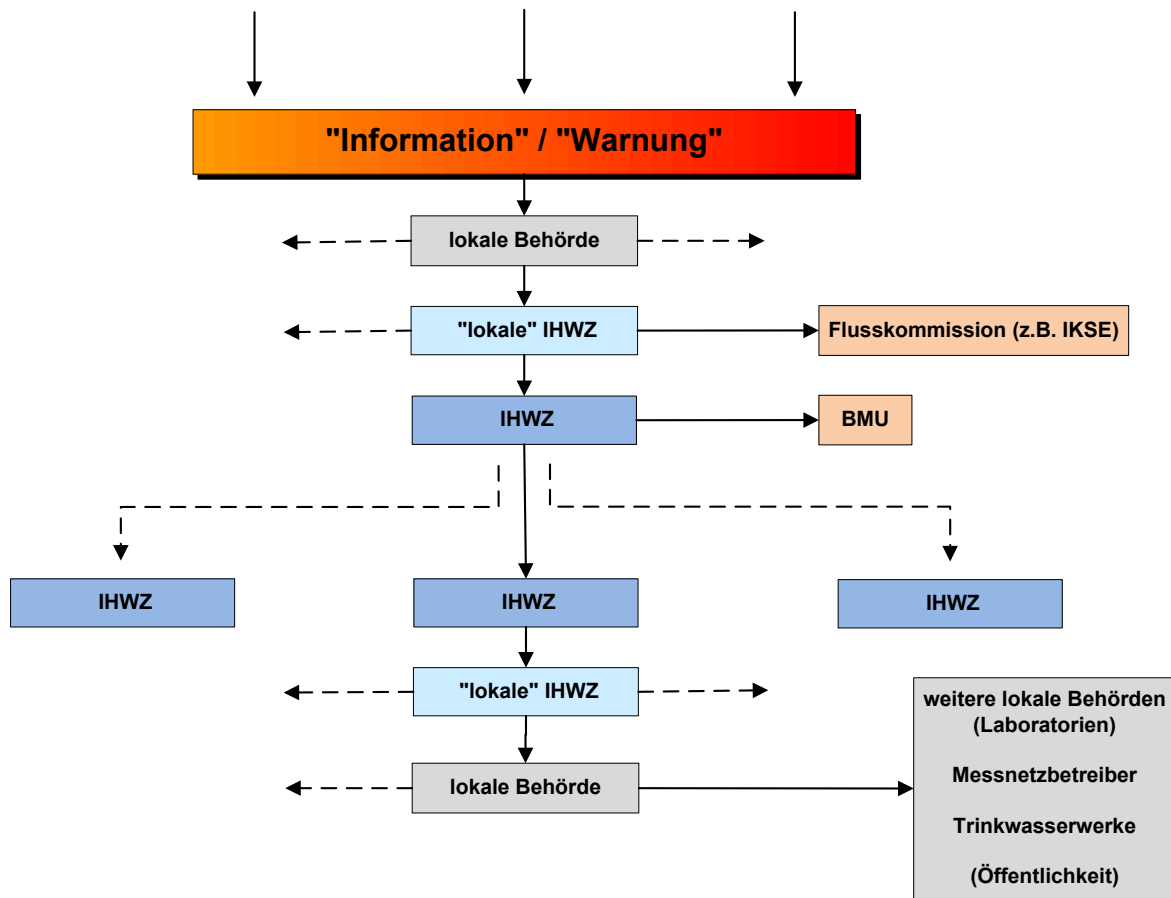 "Information" / "Warnung"
lokale Behörde
"lokale" IHWZ
Flusskommission (z.B. IKSE)
IHWZ
BMU
IHWZ
IHWZ
IHWZ
"lokale" IHWZ
weitere lokale Behörden
(Laboratorien)
Messnetzbetreiber
Trinkwasserwerke
(Öffentlichkeit)
lokale Behörde